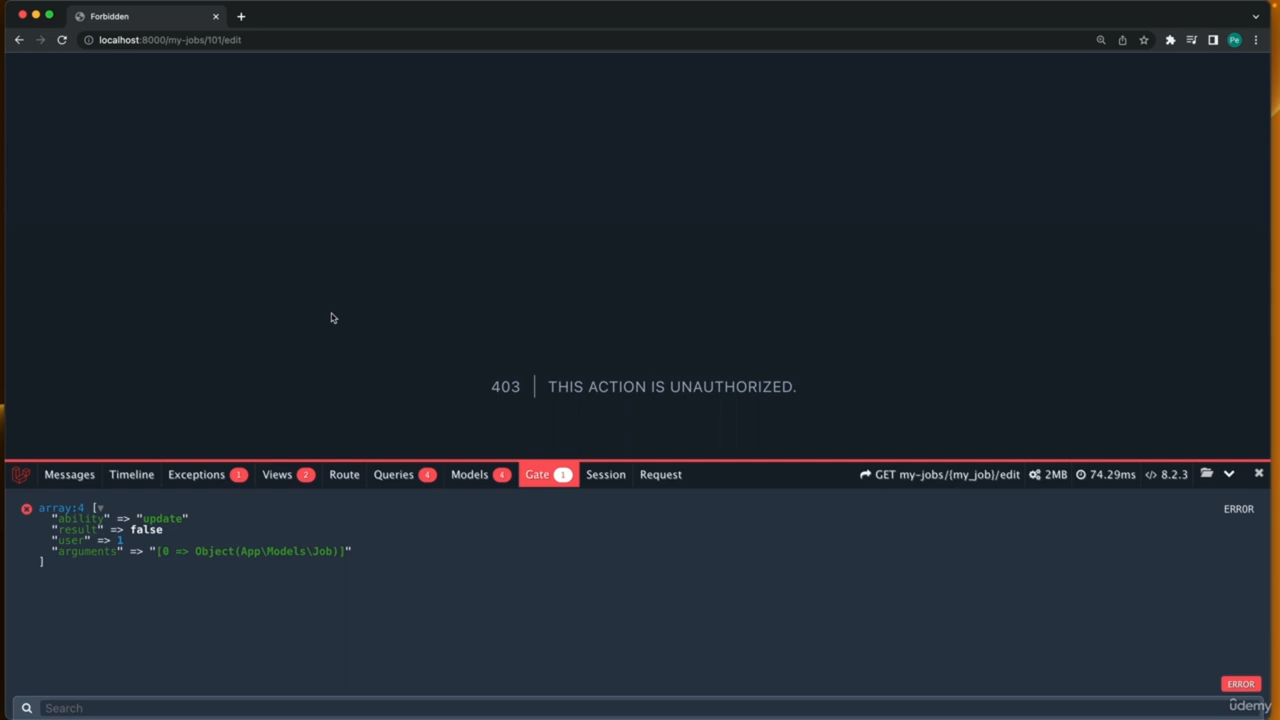 Forbidden
localhost:8000/my-jobs/101/edit
Pe
403 | THIS ACTION IS UNAUTHORIZED.
Messages Timeline Exceptions 1 Views 2 Route Queries 4 Models 4 Gate 1 Session Request GET my-jobs/{my_job}/edit 2MB 74.29ms </> 8.2.3
array:4 [▼ ERROR
"ability" => "update"
"result" => false
"user" => 1
"arguments" => "[0 => Object(App\Models\Job)]"
]
ERROR
Search
ûdemy